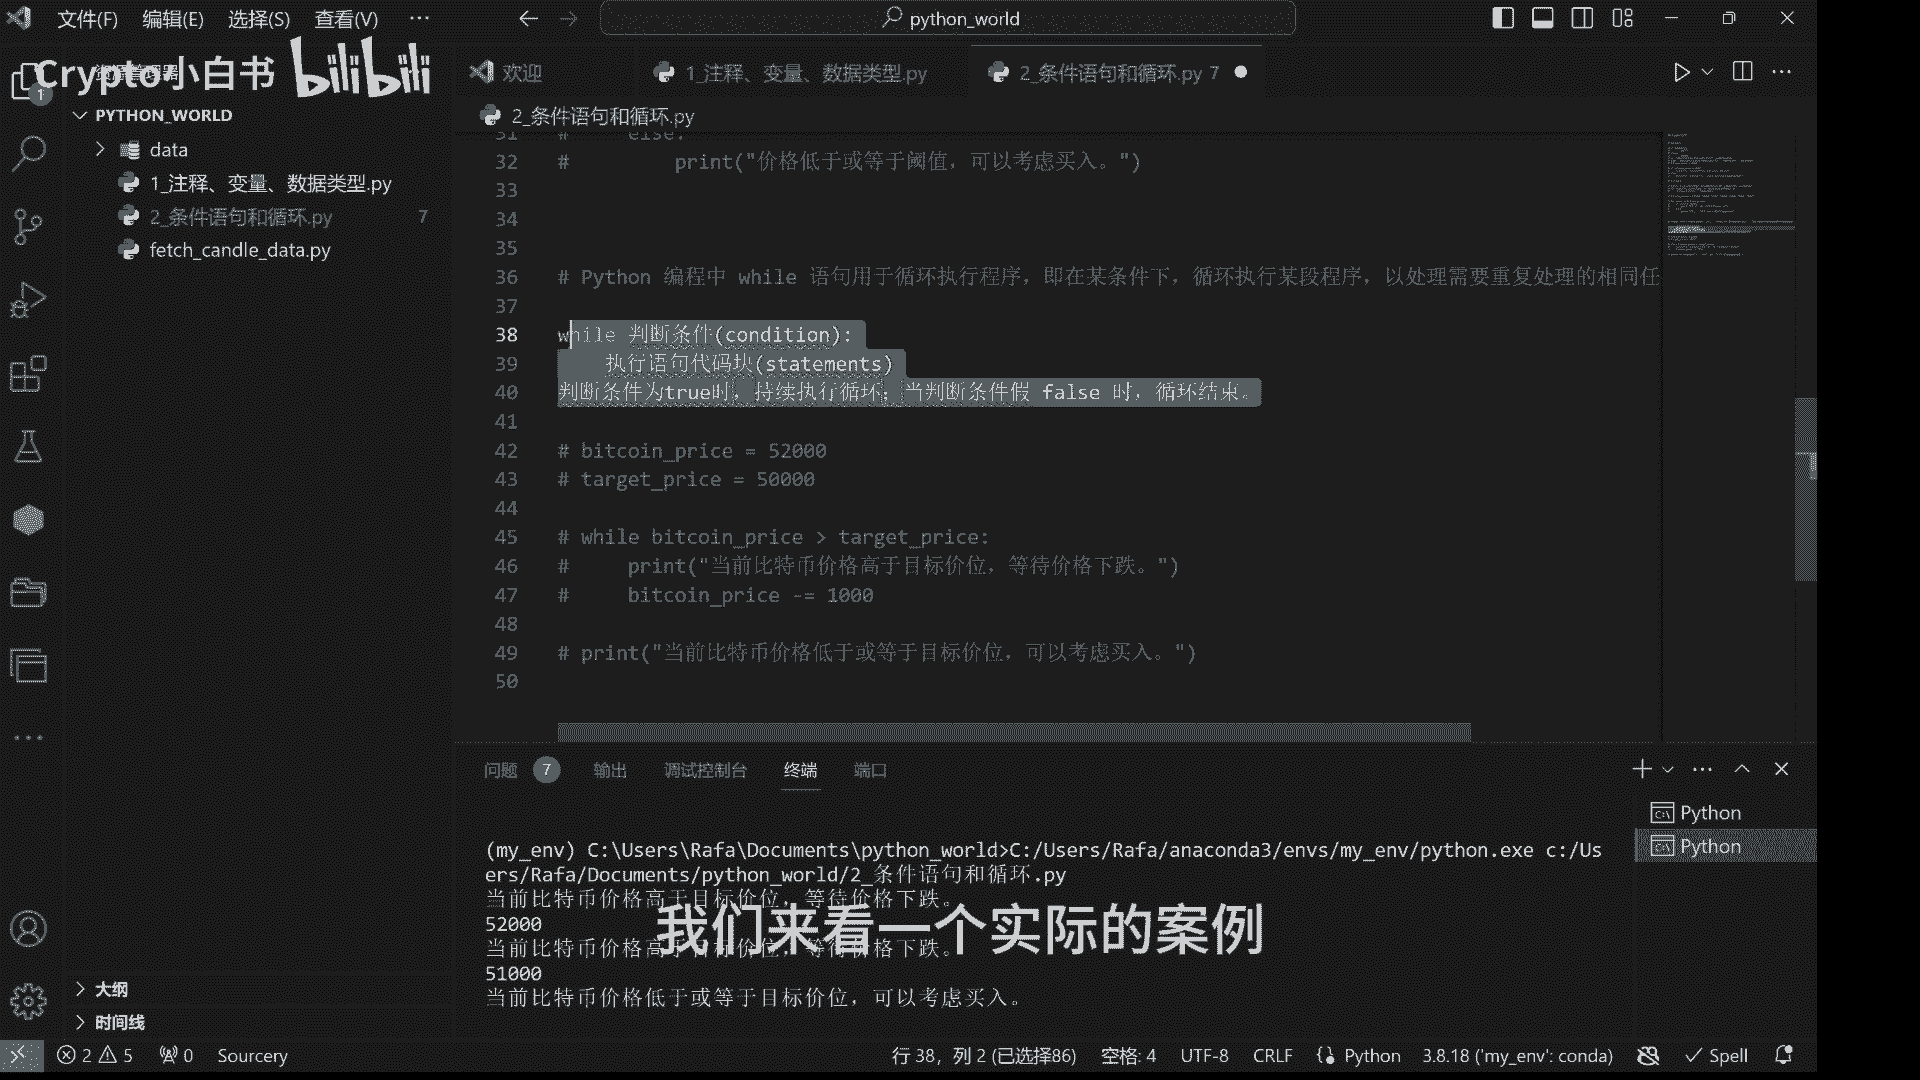 文件(F) 编辑(E) 选择(S) 查看(V) ··· python_world
Crypto小白书 bilibili
欢迎 1_注释、变量、数据类型.py 2_条件语句和循环.py 7
1
PYTHON_WORLD
data
1_注释、变量、数据类型.py
2_条件语句和循环.py 7
fetch_candle_data.py
大纲
时间线
2_条件语句和循环.py
31 # else:
32 # print("价格低于或等于阈值，可以考虑买入。")
33
34
35
36 # Python 编程中 while 语句用于循环执行程序，即在某条件下，循环执行某段程序，以处理需要重复处理的相同任
37
38 while 判断条件(condition):
39 执行语句代码块(statements)
40 判断条件为true时，持续执行循环；当判断条件假 false 时，循环结束。
41
42 # bitcoin_price = 52000
43 # target_price = 50000
44
45 # while bitcoin_price > target_price:
46 # print("当前比特币价格高于目标价位，等待价格下跌。")
47 # bitcoin_price -= 1000
48
49 # print("当前比特币价格低于或等于目标价位，可以考虑买入。")
50
问题 7 输出 调试控制台 终端 端口
Python
Python
(my_env) C:\Users\Rafa\Documents\python_world>C:/Users/Rafa/anaconda3/envs/my_env/python.exe c:/Us
ers/Rafa/Documents/python_world/2_条件语句和循环.py
当前比特币价格高于目标价位，等待价格下跌。
52000
当前比特币价格高于目标价位，等待价格下跌。
51000
当前比特币价格低于或等于目标价位，可以考虑买入。
我们来看一个实际的案例
2 5 0 Sourcery 行 38，列 2 (已选择86) 空格: 4 UTF-8 CRLF Python 3.8.18 ('my_env': conda) Spell